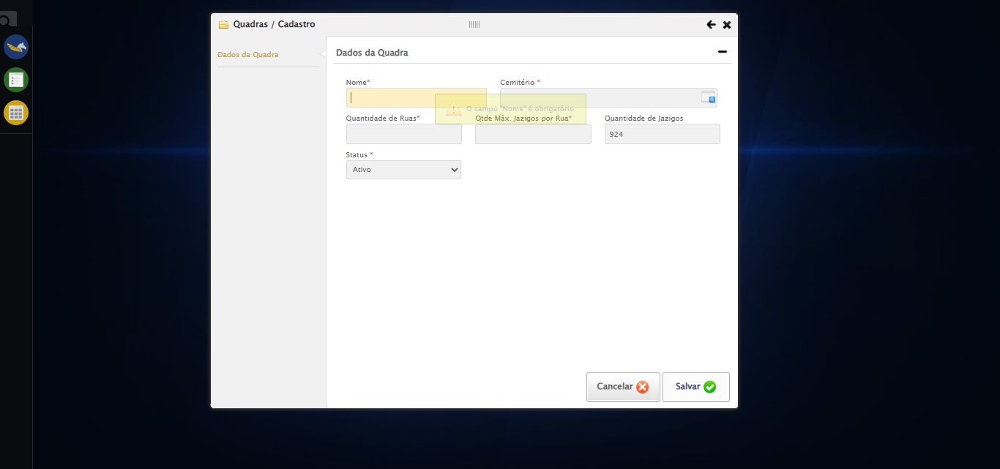 Quadras / Cadastro
Dados da Quadra
Dados da Quadra
Nome*
Cemitério *
O campo "Nome" é obrigatório.
Quantidade de Ruas*
Qtde Máx. Jazigos por Rua*
Quantidade de Jazigos
924
Status *
Ativo
Cancelar
Salvar